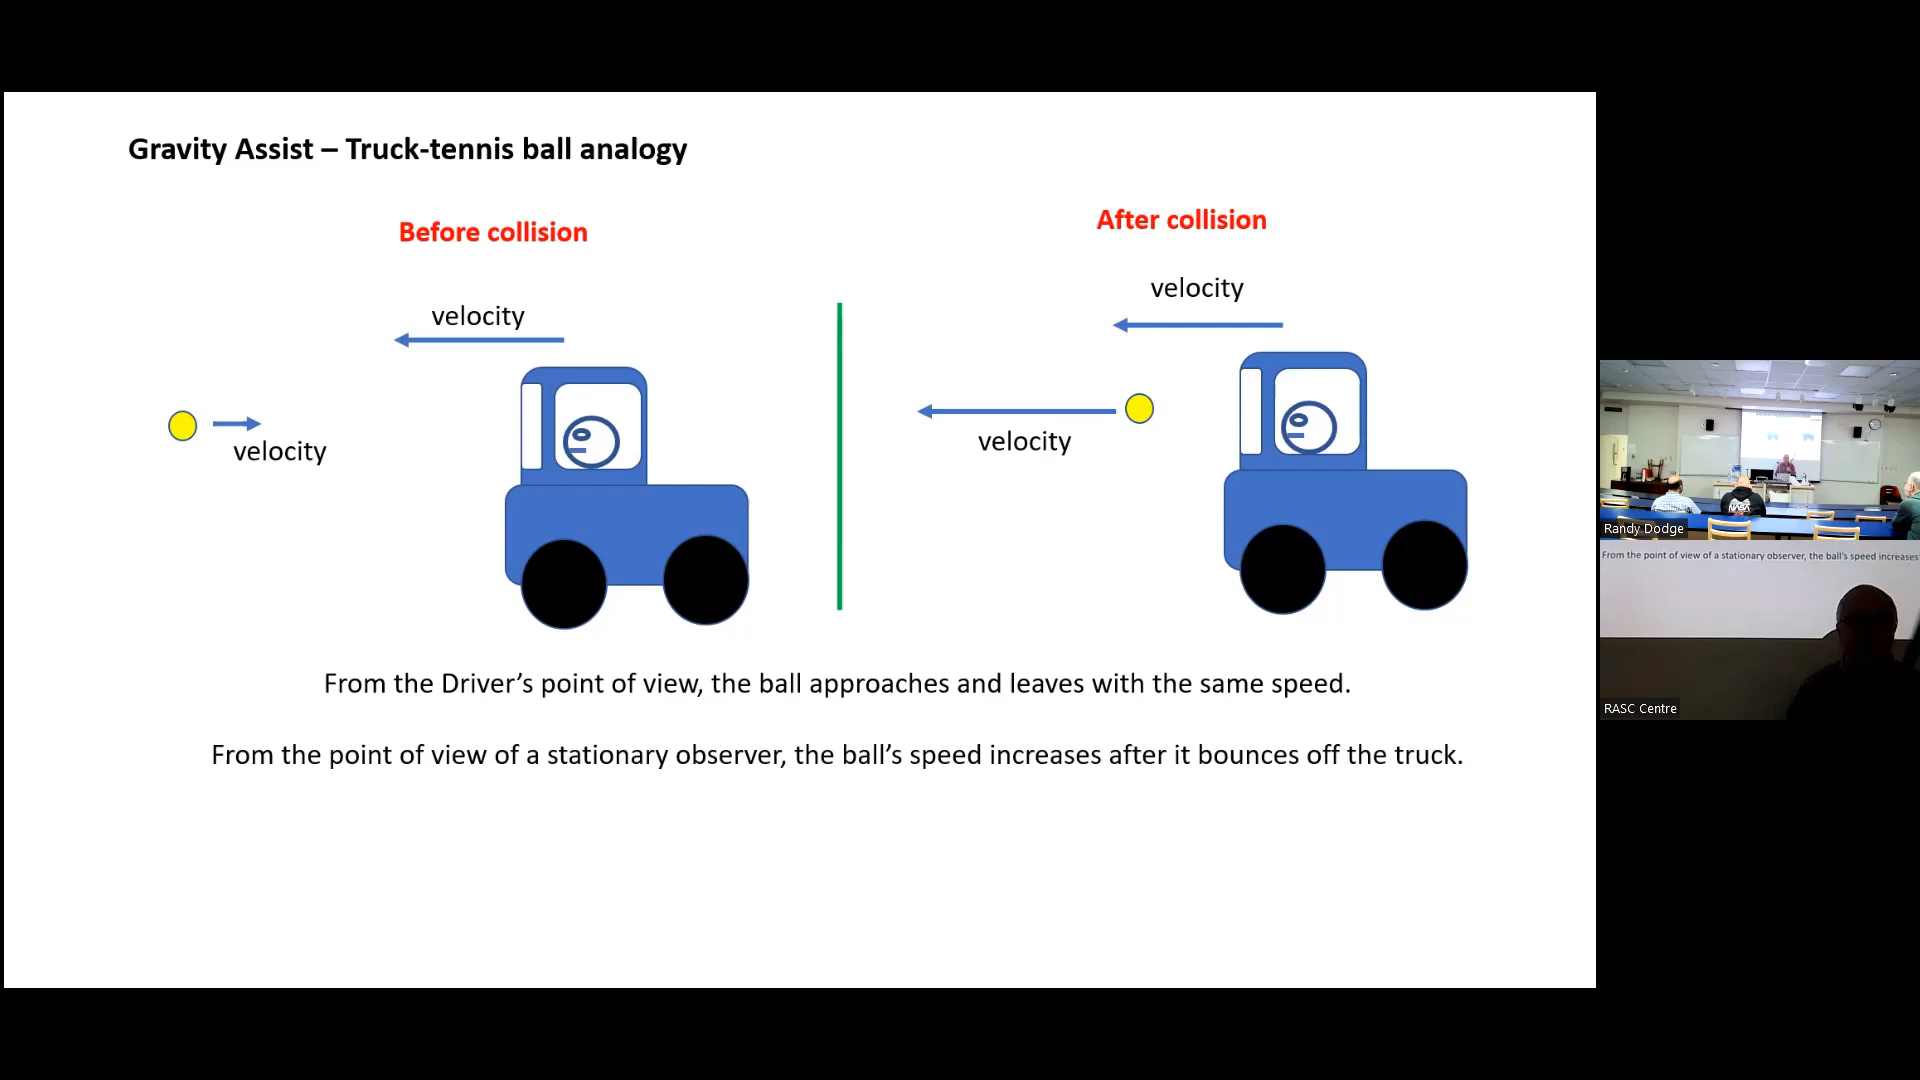 Gravity Assist – Truck-tennis ball analogy
Before collision
After collision
velocity
velocity
velocity
velocity
From the Driver’s point of view, the ball approaches and leaves with the same speed.
From the point of view of a stationary observer, the ball’s speed increases after it bounces off the truck.
NASA
Randy Dodge
From the point of view of a stationary observer, the ball's speed increases
RASC Centre